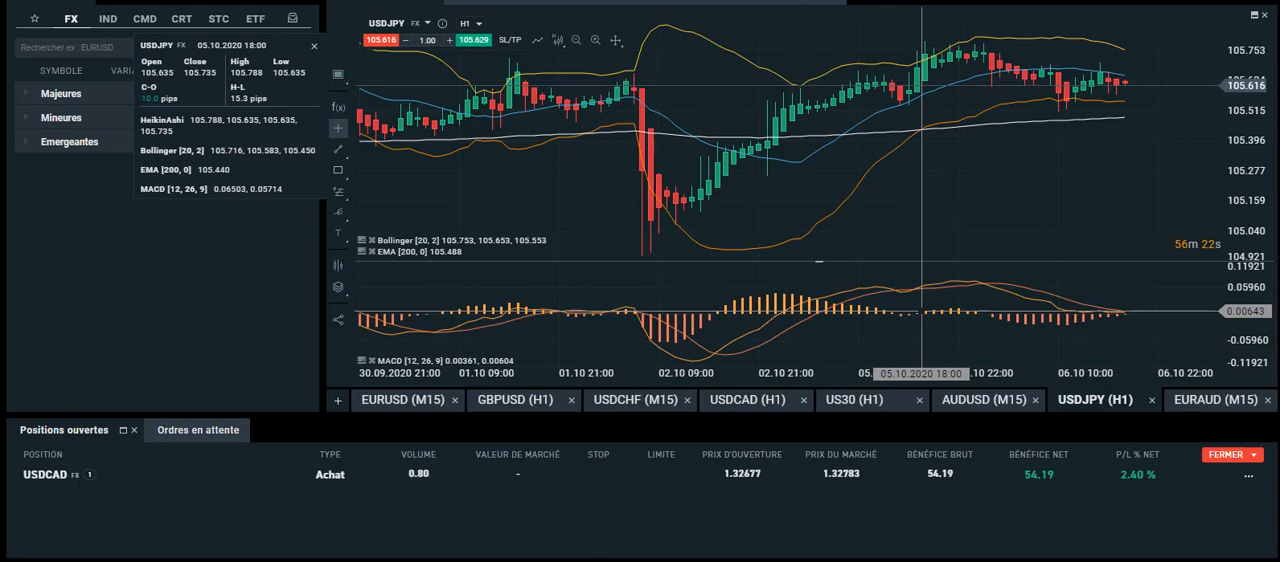 FX IND CMD CRT STC ETF
Rechercher ex : EURUSD
SYMBOLE VARIA
Majeures
Mineures
Emergeantes
USDJPY FX 05.10.2020 18:00
Open Close High Low
105.635 105.735 105.788 105.635
C-O H-L
10.0 pips 15.3 pips
HeikinAshi 105.788, 105.635, 105.635,
105.735
Bollinger [20, 2] 105.716, 105.583, 105.450
EMA [200, 0] 105.440
MACD [12, 26, 9] 0.06503, 0.05714
USDJPY FX H1
105.616 − 1.00 + 105.629 SL/TP
f(x)
T
105.753
105.616
105.515
105.396
105.277
105.159
105.040
104.921
56m 22s
Bollinger [20, 2] 105.753, 105.653, 105.553
EMA [200, 0] 105.488
0.11921
0.05960
0.00643
-0.05960
-0.11921
MACD [12, 26, 9] 0.00361, 0.00604
30.09.2020 21:00 01.10 09:00 01.10 21:00 02.10 09:00 02.10 21:00 05. 05.10.2020 18:00 .10 22:00 06.10 10:00 06.10 22:00
+ EURUSD (M15) GBPUSD (H1) USDCHF (M15) USDCAD (H1) US30 (H1) AUDUSD (M15) USDJPY (H1) EURAUD (M15)
Positions ouvertes Ordres en attente
POSITION TYPE VOLUME VALEUR DE MARCHÉ STOP LIMITE PRIX D'OUVERTURE PRIX DU MARCHÉ BÉNÉFICE BRUT BÉNÉFICE NET P/L % NET FERMER
USDCAD FX 1 Achat 0.80 - 1.32677 1.32783 54.19 54.19 2.40 % ...